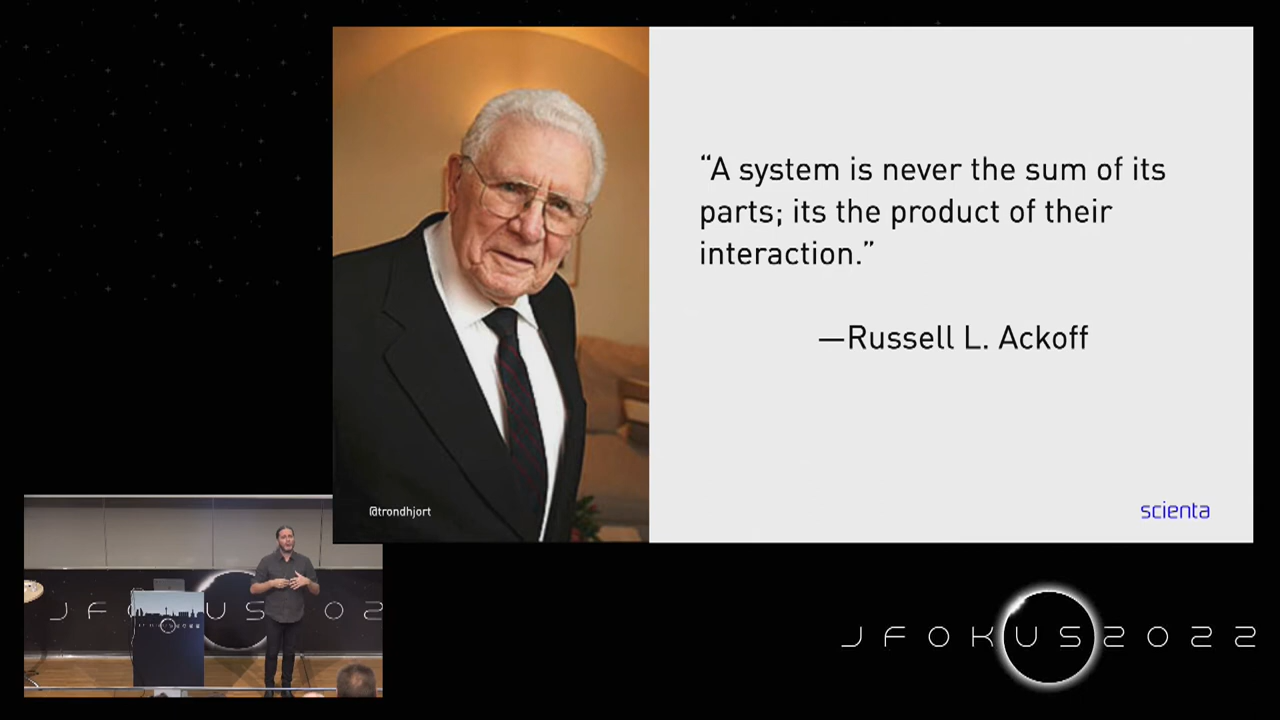 “A system is never the sum of its
parts; its the product of their
interaction.”
—Russell L. Ackoff
@trondhjort
scienta
JFOKUS2022